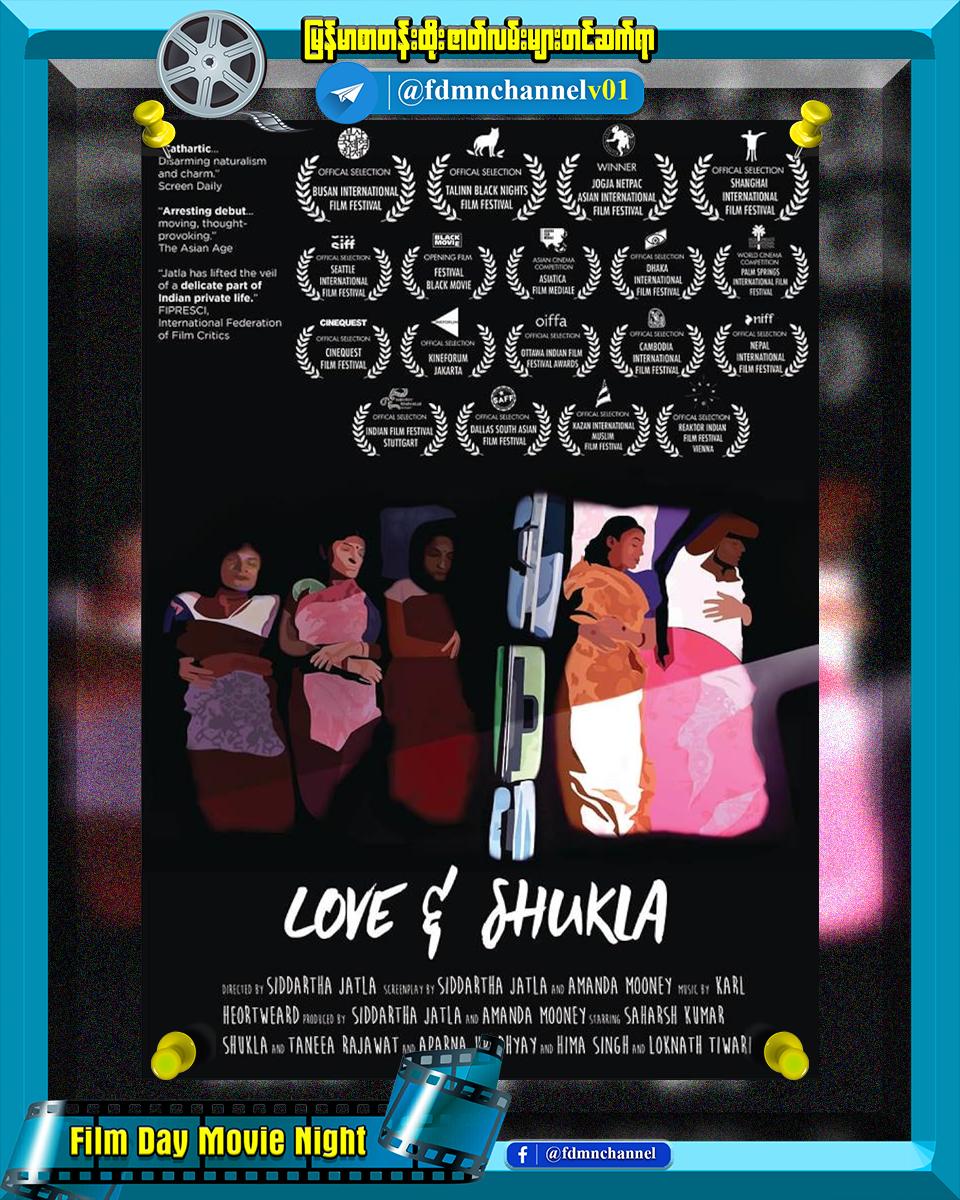 မြန်မာစာတန်းထိုးဇာတ်လမ်းများတင်ဆက်ရာ
@fdmnchannelv01
Disarming naturalism
and charm."
Screen Daily
"Arresting debut...
moving, thought-
provoking."
The Asian Age
"Jatla has lifted the veil
of a delicate part of
Indian private life."
FIPRESCI,
International Federation
of Film Critics
OFFICAL SELECTION
BUSAN INTERNATIONAL
FILM FESTIVAL
OFFICAL SELECTION
TALINN BLACK NIGHTS
FILM FESTIVAL
WINNER
JOGJA NETPAC
ASIAN INTERNATIONAL
FILM FESTIVAL
OFFICAL SELECTION
SHANGHAI
INTERNATIONAL
FILM FESTIVAL
siff
OFFICIAL SELECTION
SEATTLE
INTERNATIONAL
FILM FESTIVAL
BLACK
MOVIE
OPENING FILM
FESTIVAL
BLACK MOVIE
ASIAN CINEMA
COMPETITION
ASIATICA
FILM MEDIALE
OFFICAL SELECTION
DHAKA
INTERNATIONAL
FILM FESTIVAL
WORLD CINEMA
COMPETITION
PALM SPRINGS
INTERNATIONAL FILM
FESTIVAL
CINEQUEST
OFFICAL SELECTION
CINEQUEST
FILM FESTIVAL
OFFICAL SELECTION
KINEFORUM
JAKARTA
oiffa
OFFICIAL SELECTION
OTTAWA INDIAN FILM
FESTIVAL AWARDS
OFFICAL SELECTION
CAMBODIA
INTERNATIONAL
FILM FESTIVAL
niff
OFFICAL SELECTION
NEPAL
INTERNATIONAL
FILM FESTIVAL
OFFICAL SELECTION
INDIAN FILM FESTIVAL
STUTTGART
SAFF
OFFICAL SELECTION
DALLAS SOUTH ASIAN
FILM FESTIVAL
OFFICAL SELECTION
KAZAN INTERNATIONAL
MUSLIM
FILM FESTIVAL
OFFICAL SELECTION
REAKTOR INDIAN
FILM FESTIVAL
VIENNA
LOVE & SHUKLA
DIRECTED BY SIDDARTHA JATLA SCREENPLAY BY SIDDARTHA JATLA AND AMANDA MOONEY MUSIC BY KARL
HEORTWEARD PRODUCED BY SIDDARTHA JATLA AND AMANDA MOONEY STARRING SAHARSH KUMAR
SHUKLA AND TANEEA RAJAWAT AND APARNA AND HIMA SINGH AND LOKNATH TIWARI
Film Day Movie Night
@fdmnchannel